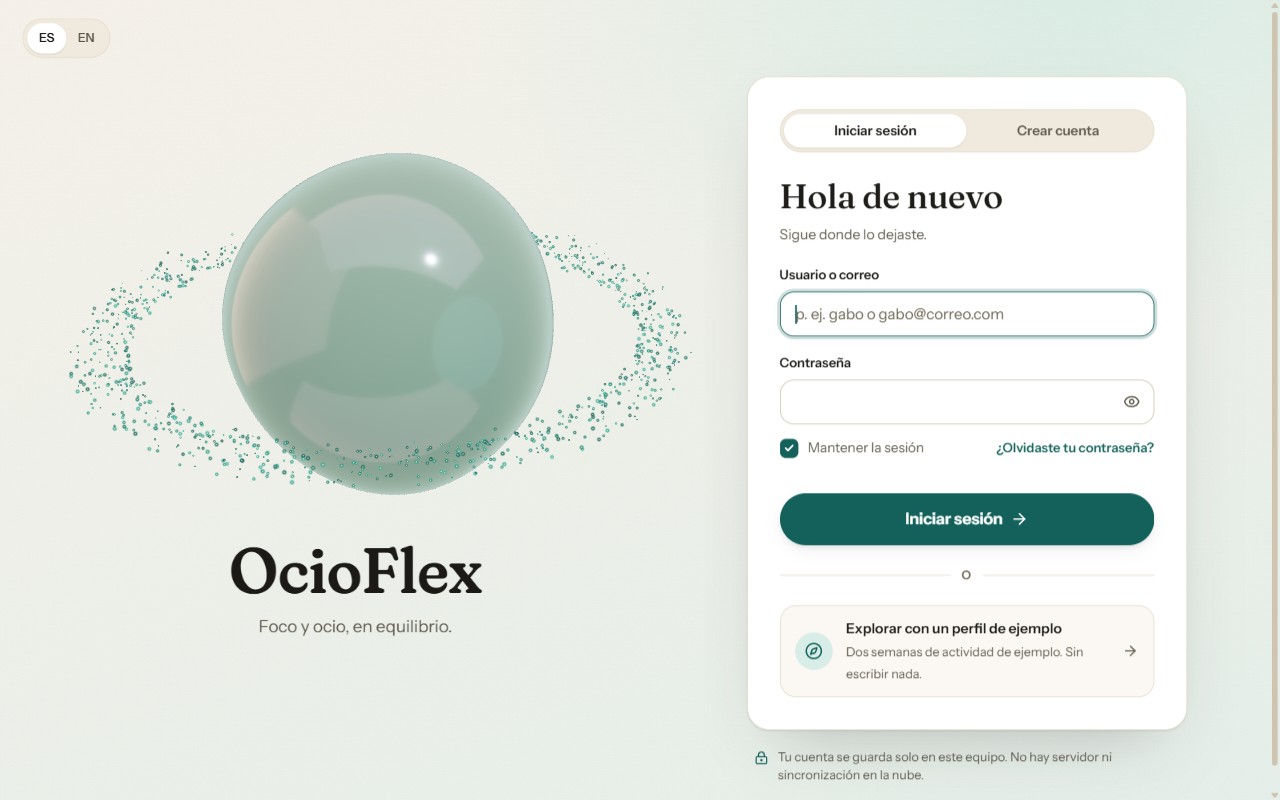 ES EN
Iniciar sesión Crear cuenta
Hola de nuevo
Sigue donde lo dejaste.
Usuario o correo
p. ej. gabo o gabo@correo.com
Contraseña
Mantener la sesión ¿Olvidaste tu contraseña?
Iniciar sesión →
O
Explorar con un perfil de ejemplo
Dos semanas de actividad de ejemplo. Sin
escribir nada.
Tu cuenta se guarda solo en este equipo. No hay servidor ni
sincronización en la nube.
OcioFlex
Foco y ocio, en equilibrio.